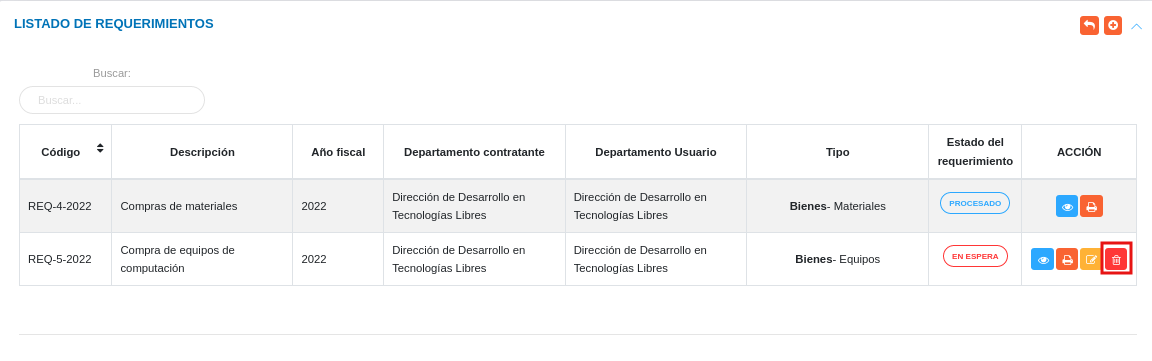 LISTADO DE REQUERIMIENTOS
Buscar:
Buscar...
Código
Descripción
Año fiscal
Departamento contratante
Departamento Usuario
Tipo
Estado del
requerimiento
ACCIÓN
REQ-4-2022
Compras de materiales
2022
Dirección de Desarrollo en
Tecnologías Libres
Dirección de Desarrollo en
Tecnologías Libres
Bienes- Materiales
PROCESADO
REQ-5-2022
Compra de equipos de
computación
2022
Dirección de Desarrollo en
Tecnologías Libres
Dirección de Desarrollo en
Tecnologías Libres
Bienes- Equipos
EN ESPERA